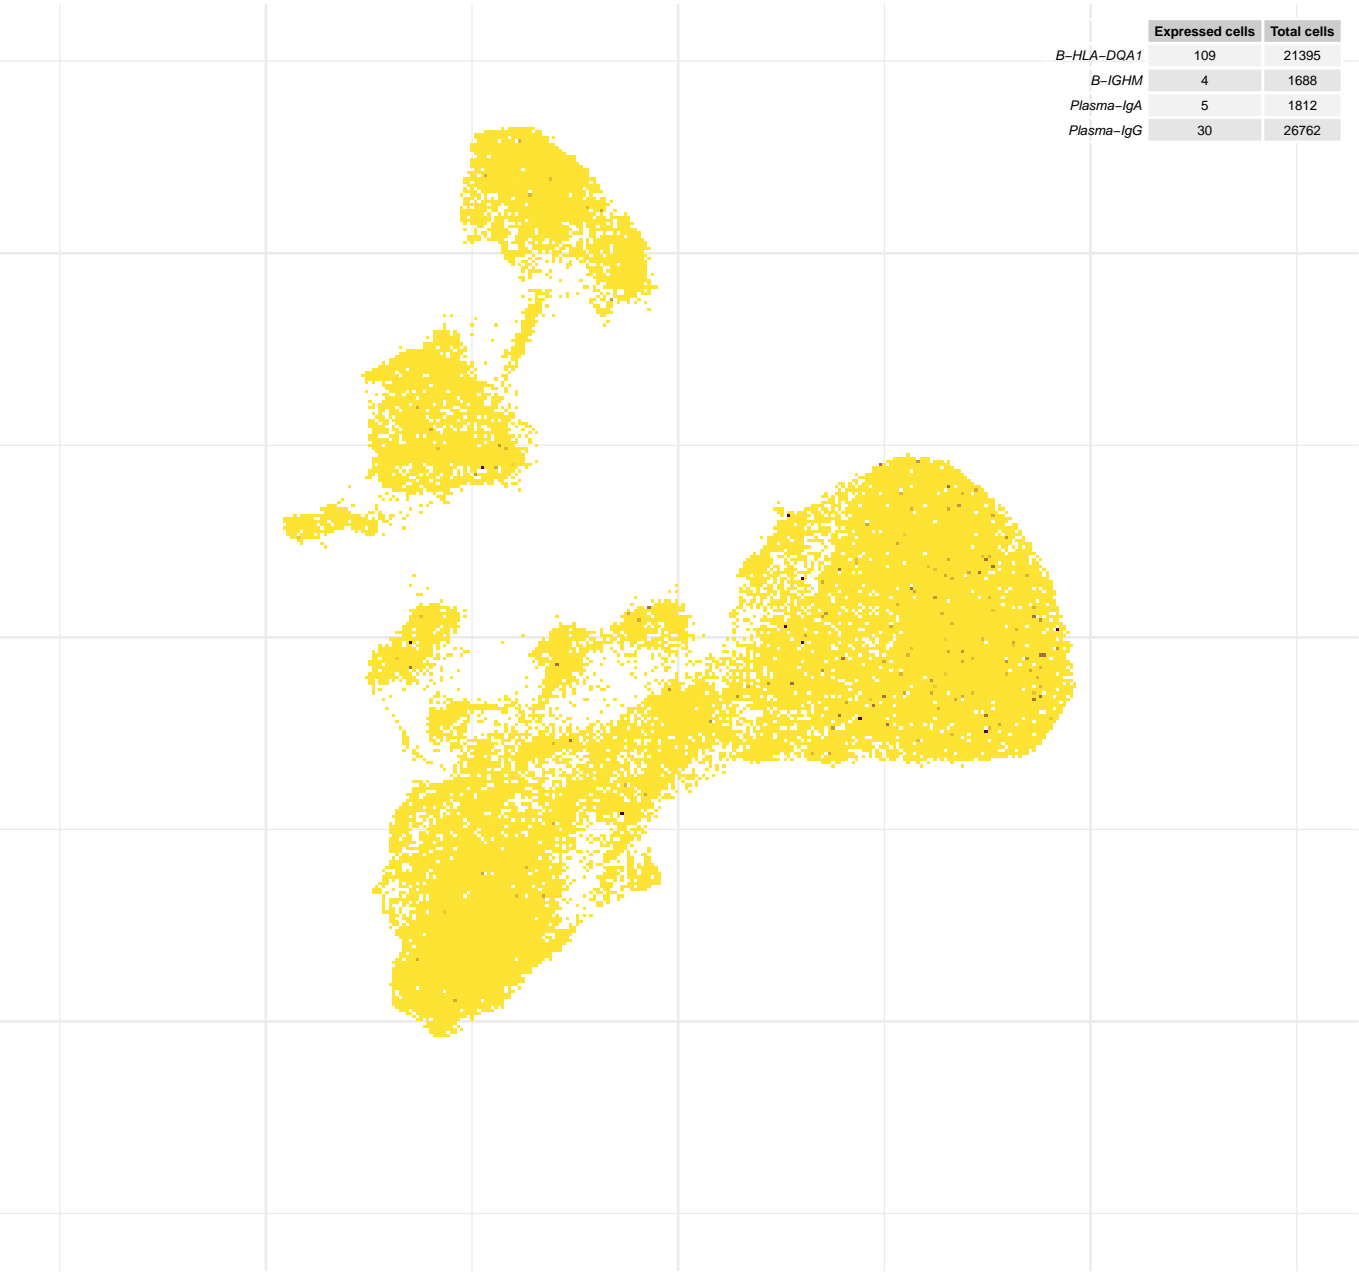 Expressed cells Total cells
B−HLA−DQA1 109 21395
B−IGHM 4 1688
Plasma−IgA 5 1812
Plasma−IgG 30 26762